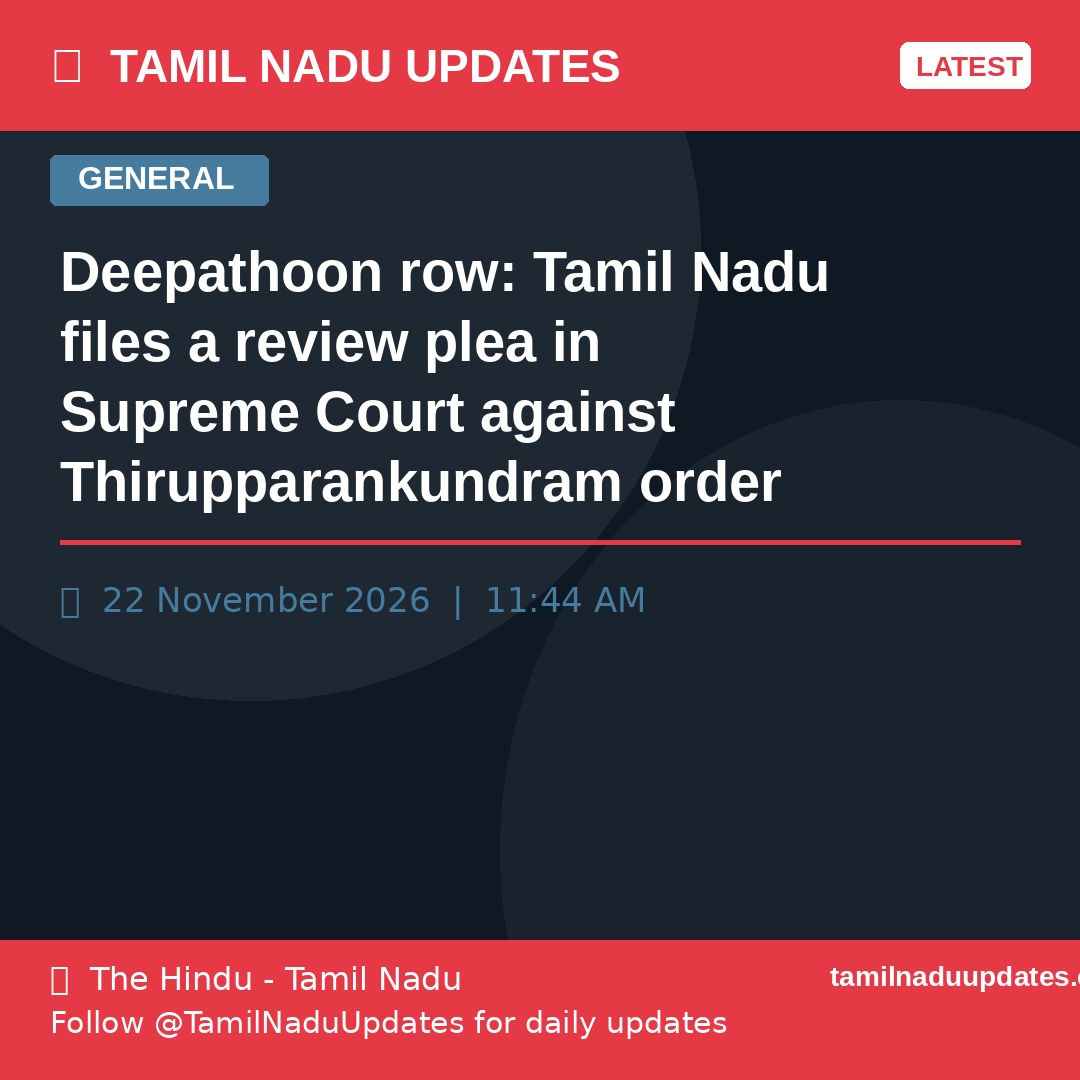 TAMIL NADU UPDATES
LATEST
GENERAL
Deepathoon row: Tamil Nadu
files a review plea in
Supreme Court against
Thirupparankundram order
22 November 2026 | 11:44 AM
The Hindu - Tamil Nadu
tamilnaduupdates.
Follow @TamilNaduUpdates for daily updates